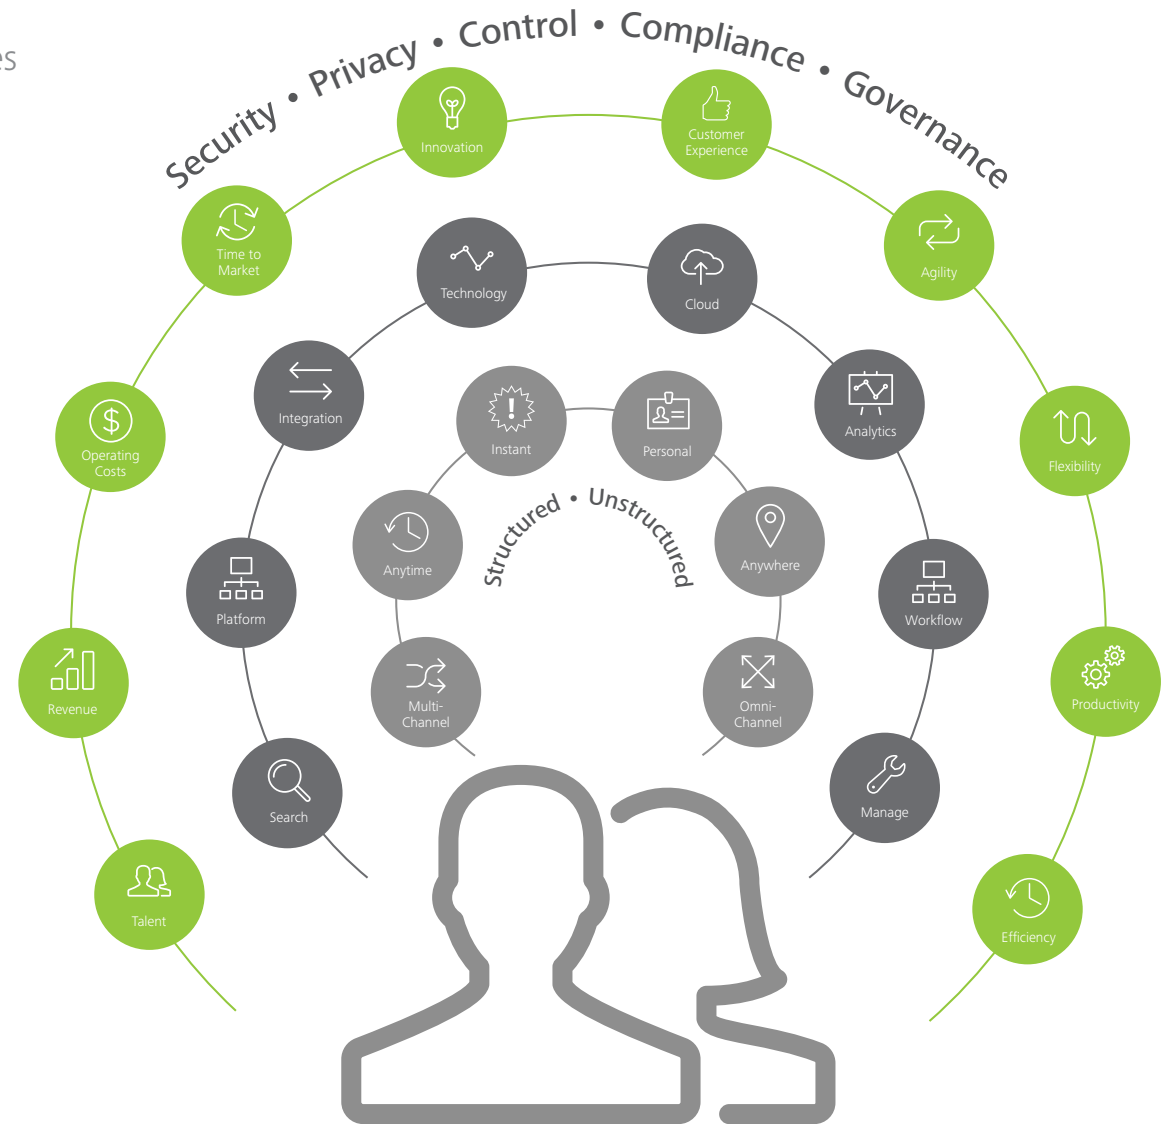 es
Security • Privacy • Control • Compliance • Governance
Innovation
Customer
Experience
Time to
Market
Agility
Operating
Costs
Flexibility
Revenue
Productivity
Talent
Efficiency
Technology
Cloud
Integration
Analytics
Platform
Workflow
Search
Manage
Instant
Personal
Anytime
Anywhere
Multi-
Channel
Omni-
Channel
Structured • Unstructured
$
!